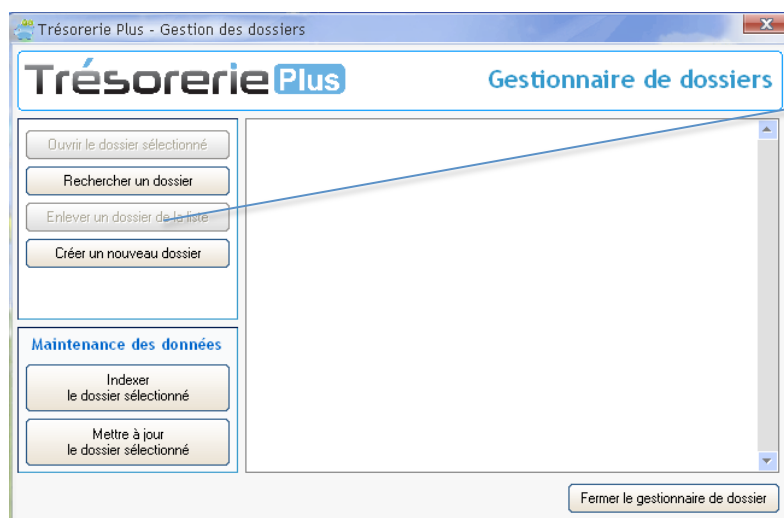 Trésorerie Plus - Gestion des dossiers
Trésorerie Plus
Gestionnaire de dossiers
Ouvrir le dossier sélectionné
Rechercher un dossier
Enlever un dossier de la liste
Créer un nouveau dossier
Maintenance des données
Indexer
le dossier sélectionné
Mettre à jour
le dossier sélectionné
Fermer le gestionnaire de dossier